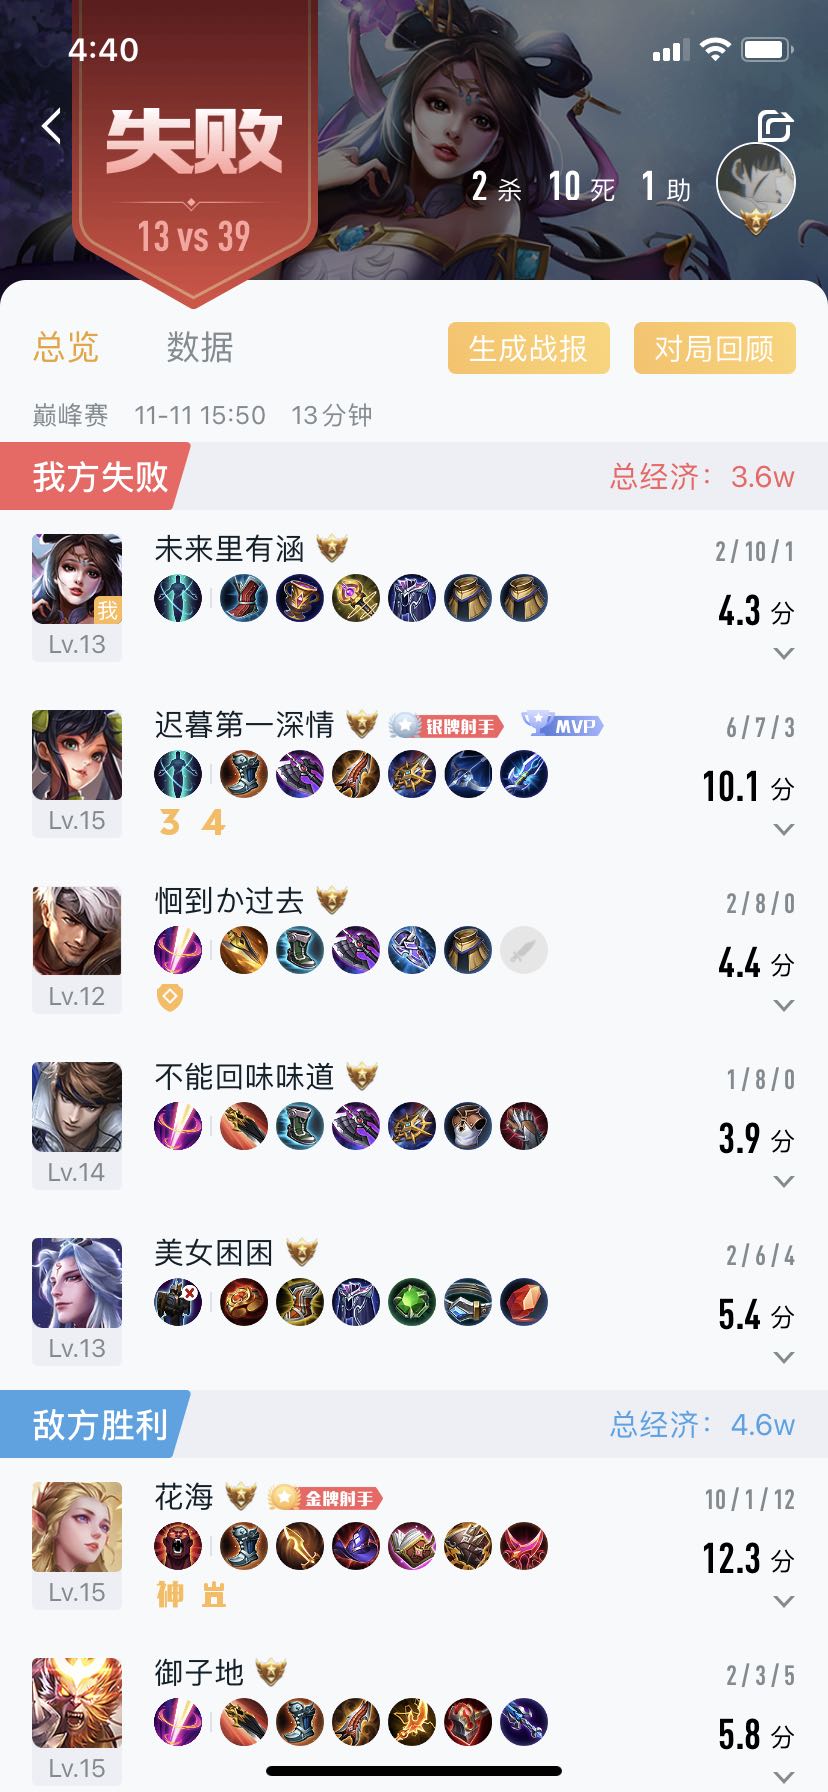 4:40
失败
13 vs 39
2 杀 10 死 1 助
总览 数据 生成战报 对局回顾
巅峰赛 11-11 15:50 13分钟
我方失败 总经济：3.6w
未来里有涵 2/10/1
我
4.3 分
Lv.13
迟暮第一深情 银牌射手 MVP 6/7/3
10.1 分
Lv.15
3 4
恛到か过去 2/8/0
4.4 分
Lv.12
不能回味味道 1/8/0
3.9 分
Lv.14
美女困困 2/6/4
5.4 分
Lv.13
敌方胜利 总经济：4.6w
花海 金牌射手 10/1/12
12.3 分
Lv.15
神
御子地 2/3/5
5.8 分
Lv.15